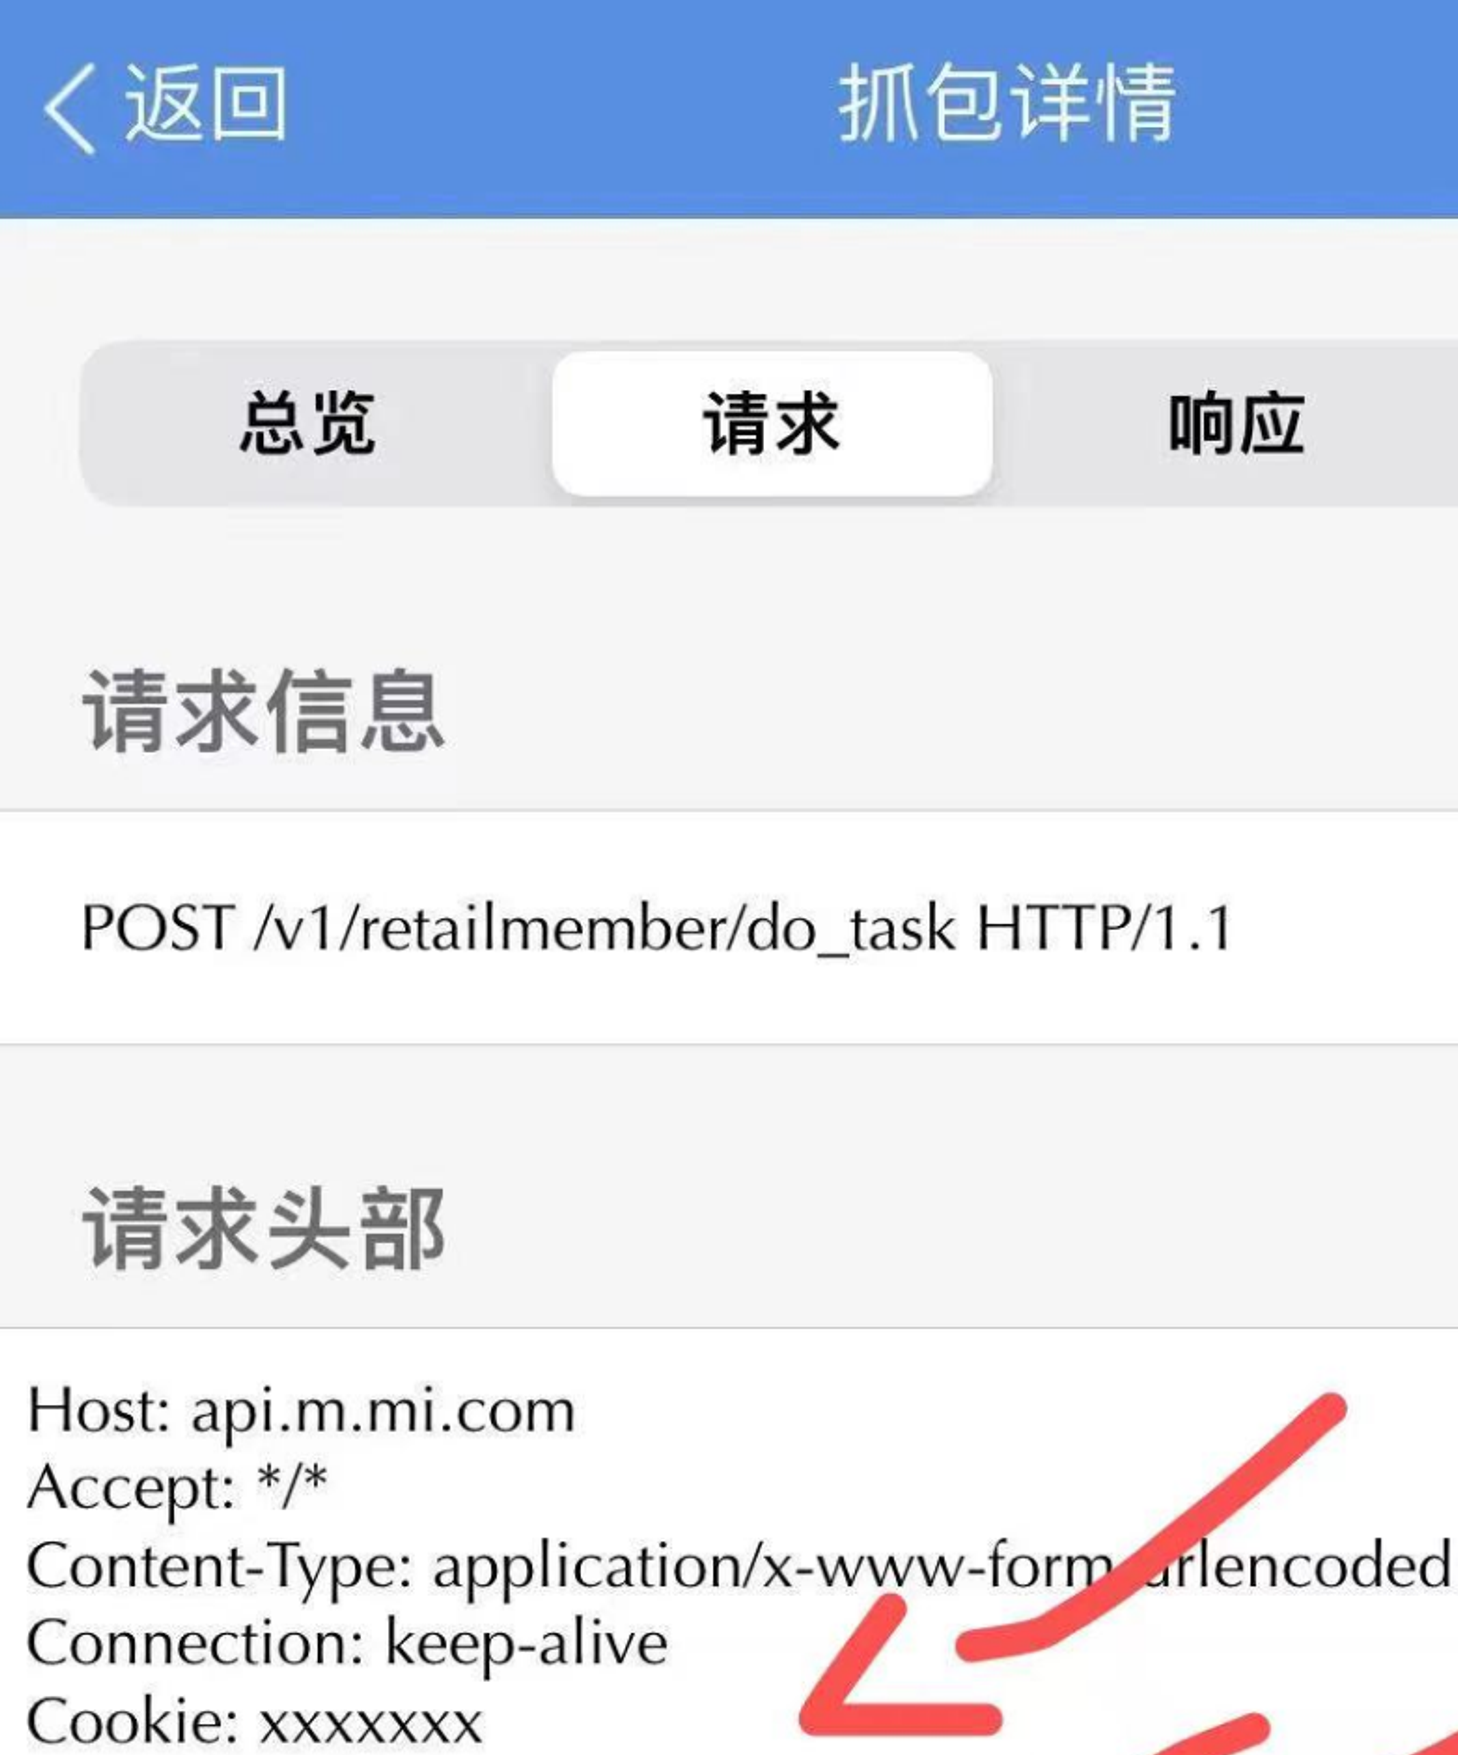 返回 抓包详情
总览 请求 响应
请求信息
POST /v1/retailmember/do_task HTTP/1.1
请求头部
Host: api.m.mi.com
Accept: */*
Content-Type: application/x-www-form-urlencoded
Connection: keep-alive
Cookie: xxxxxxx